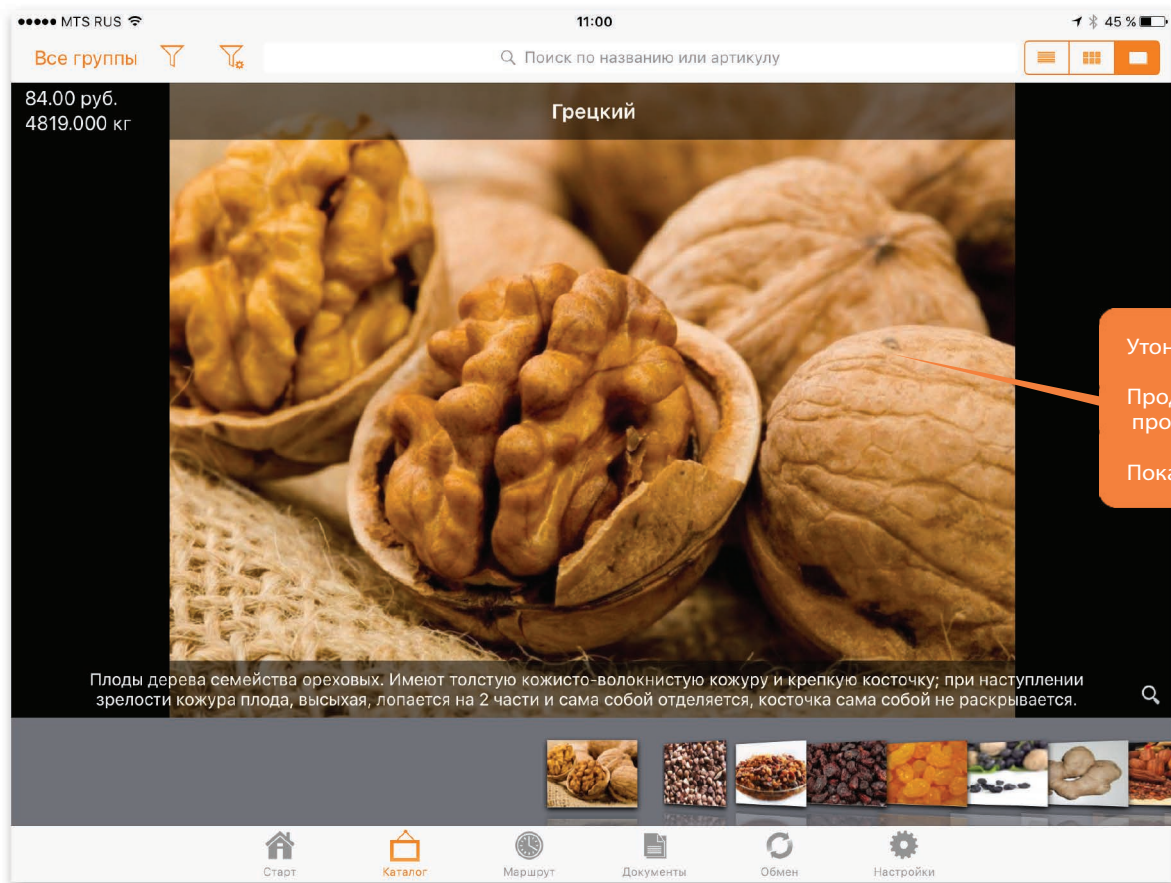 MTS RUS
11:00
45 %
Все группы
Поиск по названию или артикулу
84.00 руб.
4819.000 кг
Грецкий
Плоды дерева семейства ореховых. Имеют толстую кожисто-волокнистую кожуру и крепкую косточку; при наступлении
зрелости кожура плода, высыхая, лопается на 2 части и сама собой отделяется, косточка сама собой не раскрывается.
Старт
Каталог
Маршрут
Документы
Обмен
Настройки